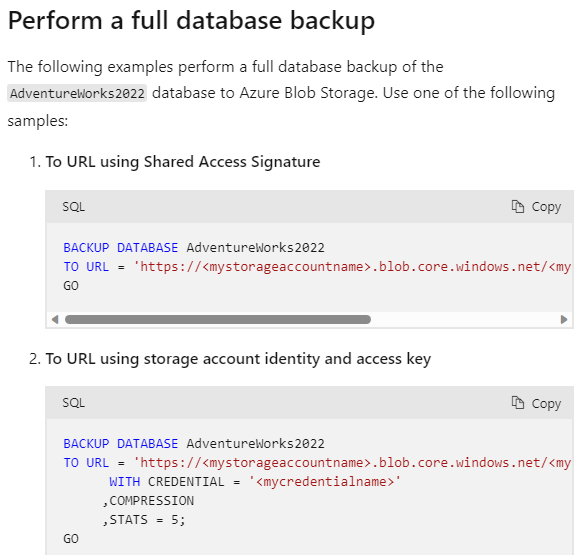 Perform a full database backup
The following examples perform a full database backup of the
AdventureWorks2022 database to Azure Blob Storage. Use one of the following
samples:
1. To URL using Shared Access Signature
SQL Copy
BACKUP DATABASE AdventureWorks2022
TO URL = 'https://<mystorageaccountname>.blob.core.windows.net/<my
GO
2. To URL using storage account identity and access key
SQL Copy
BACKUP DATABASE AdventureWorks2022
TO URL = 'https://<mystorageaccountname>.blob.core.windows.net/<my
WITH CREDENTIAL = '<mycredentialname>'
,COMPRESSION
,STATS = 5;
GO